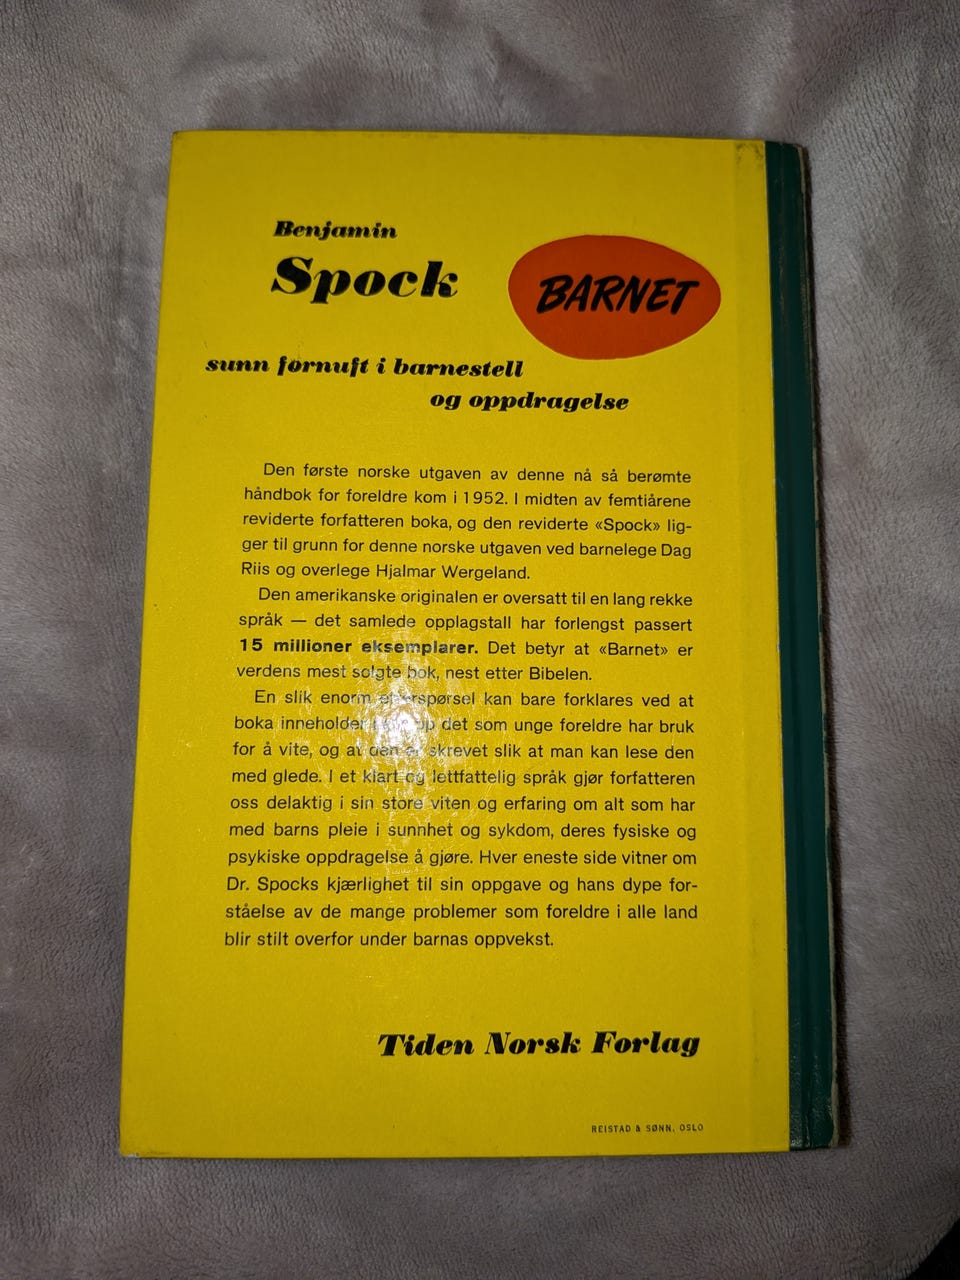 Benjamin
Spock
BARNET
sunn fornuft i barnestell
og oppdragelse
Den første norske utgaven av denne nå så berømte
håndbok for foreldre kom i 1952. I midten av femtiårene
reviderte forfatteren boka, og den reviderte «Spock» lig-
ger til grunn for denne norske utgaven ved barnelege Dag
Riis og overlege Hjalmar Wergeland.
Den amerikanske originalen er oversatt til en lang rekke
språk — det samlede opplagstall har forlengst passert
15 millioner eksemplarer. Det betyr at «Barnet» er
verdens mest solgte bok, nest etter Bibelen.
En slik enorm etterspørsel kan bare forklares ved at
boka inneholder det som unge foreldre har bruk
for å vite, og at den er skrevet slik at man kan lese den
med glede. I et klart og lettfattelig språk gjør forfatteren
oss delaktig i sin store viten og erfaring om alt som har
med barns pleie i sunnhet og sykdom, deres fysiske og
psykiske oppdragelse å gjøre. Hver eneste side vitner om
Dr. Spocks kjærlighet til sin oppgave og hans dype for-
ståelse av de mange problemer som foreldre i alle land
blir stilt overfor under barnas oppvekst.
Tiden Norsk Forlag
REISTAD & SØNN, OSLO